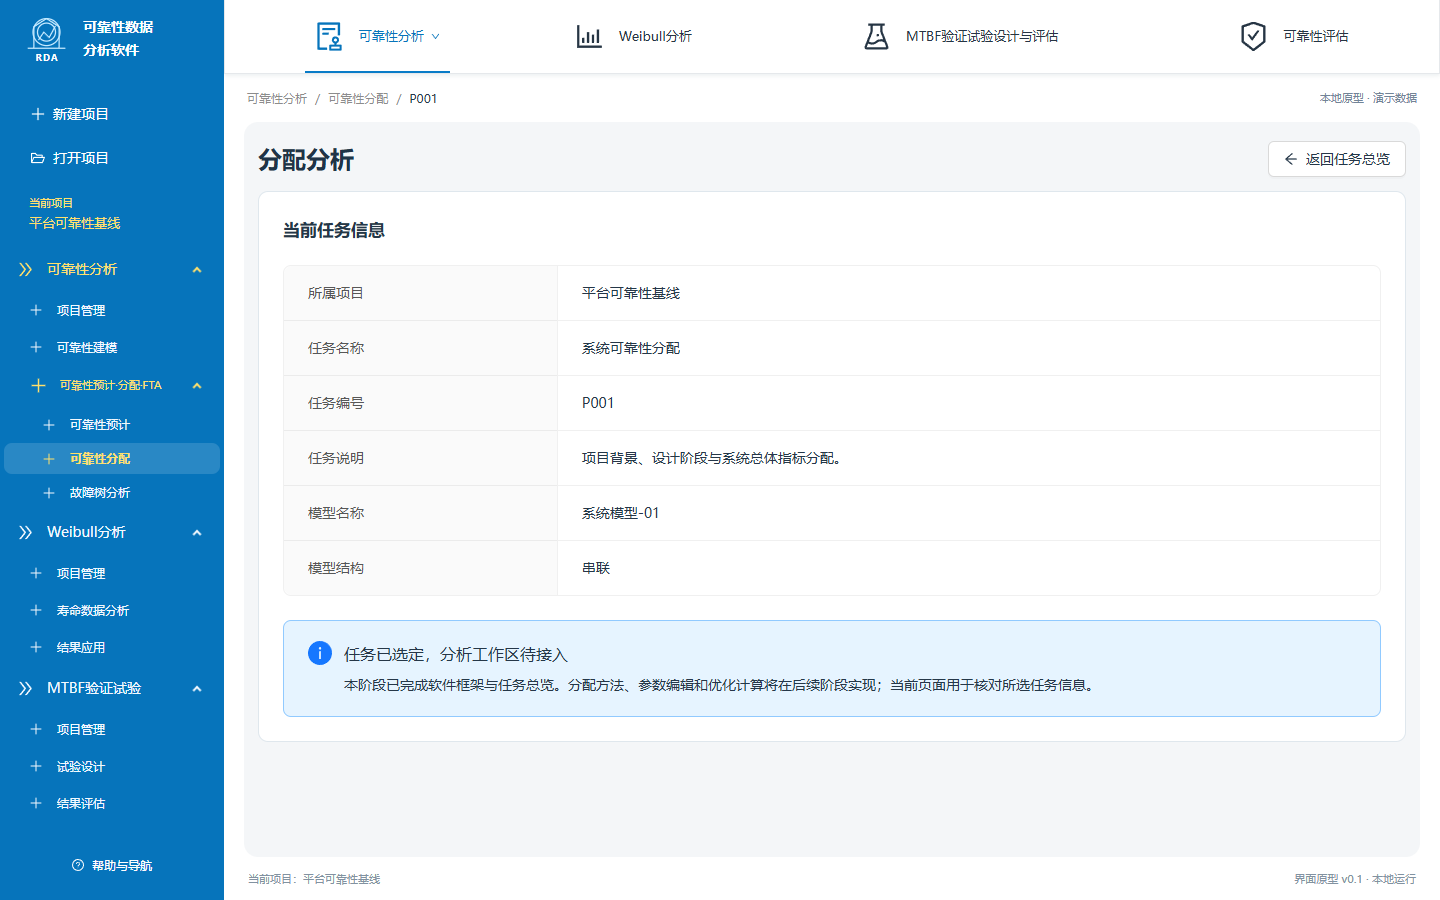 可靠性数据
分析软件
RDA
新建项目
打开项目
当前项目
平台可靠性基线
可靠性分析
项目管理
可靠性建模
可靠性预计·分配·FTA
可靠性预计
可靠性分配
故障树分析
Weibull分析
项目管理
寿命数据分析
结果应用
MTBF验证试验
项目管理
试验设计
结果评估
帮助与导航
可靠性分析
Weibull分析
MTBF验证试验设计与评估
可靠性评估
可靠性分析 / 可靠性分配 / P001
本地原型 · 演示数据
分配分析
返回任务总览
当前任务信息
所属项目 平台可靠性基线
任务名称 系统可靠性分配
任务编号 P001
任务说明 项目背景、设计阶段与系统总体指标分配。
模型名称 系统模型-01
模型结构 串联
任务已选定，分析工作区待接入
本阶段已完成软件框架与任务总览。分配方法、参数编辑和优化计算将在后续阶段实现；当前页面用于核对所选任务信息。
当前项目：平台可靠性基线
界面原型 v0.1 · 本地运行